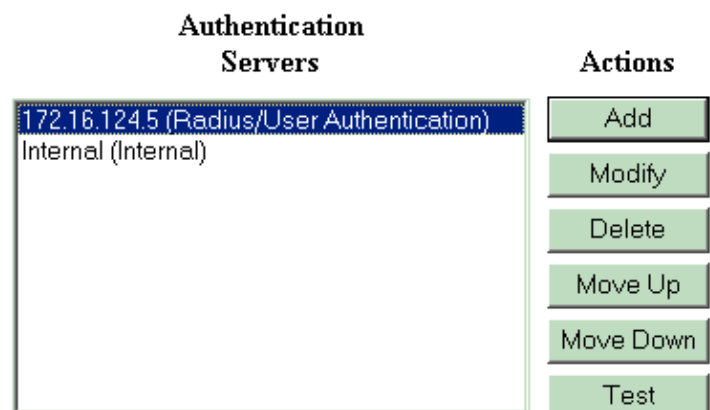 Authentication
Servers
Actions
172.16.124.5 (Radius/User Authentication)
Internal (Internal)
Add
Modify
Delete
Move Up
Move Down
Test